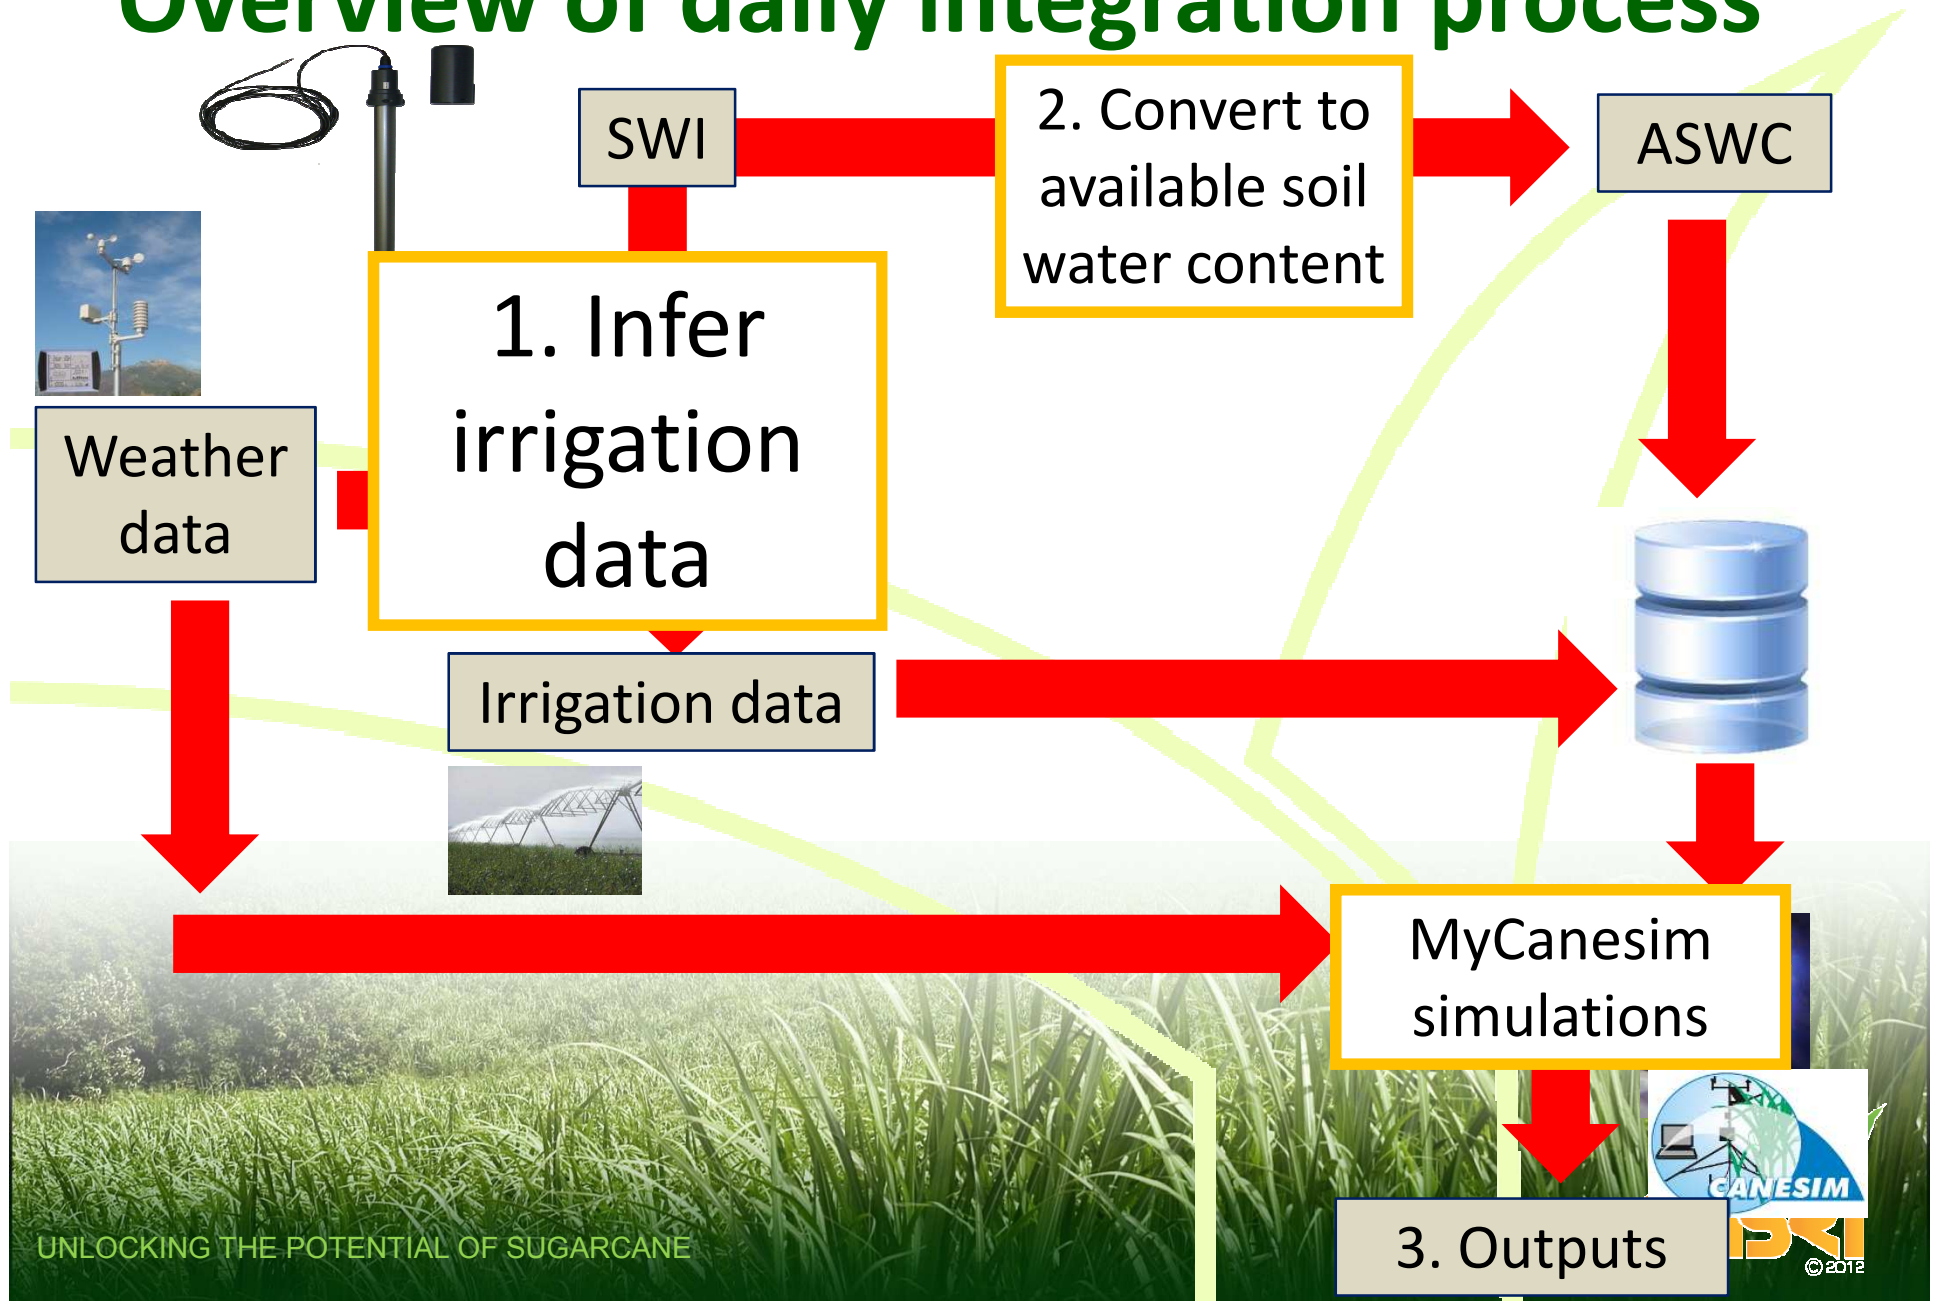 Overview of daily integration process
SWI
2. Convert to
available soil
water content
ASWC
1. Infer
irrigation
data
Weather
data
Irrigation data
MyCanesim
simulations
CANESIM
3. Outputs
UNLOCKING THE POTENTIAL OF SUGARCANE
©2012